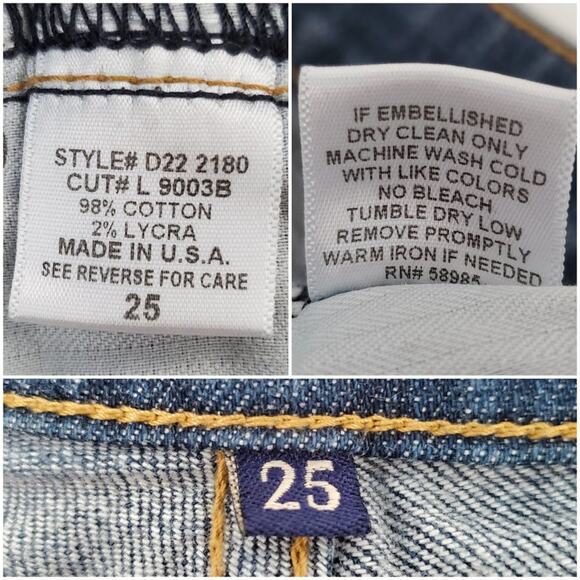 STYLE# D22 2180
CUT# L 9003B
98% COTTON
2% LYCRA
MADE IN U.S.A.
SEE REVERSE FOR CARE
25
IF EMBELLISHED
DRY CLEAN ONLY
MACHINE WASH COLD
WITH LIKE COLORS
NO BLEACH
TUMBLE DRY LOW
REMOVE PROMPTLY
WARM IRON IF NEEDED
RN# 58985
25